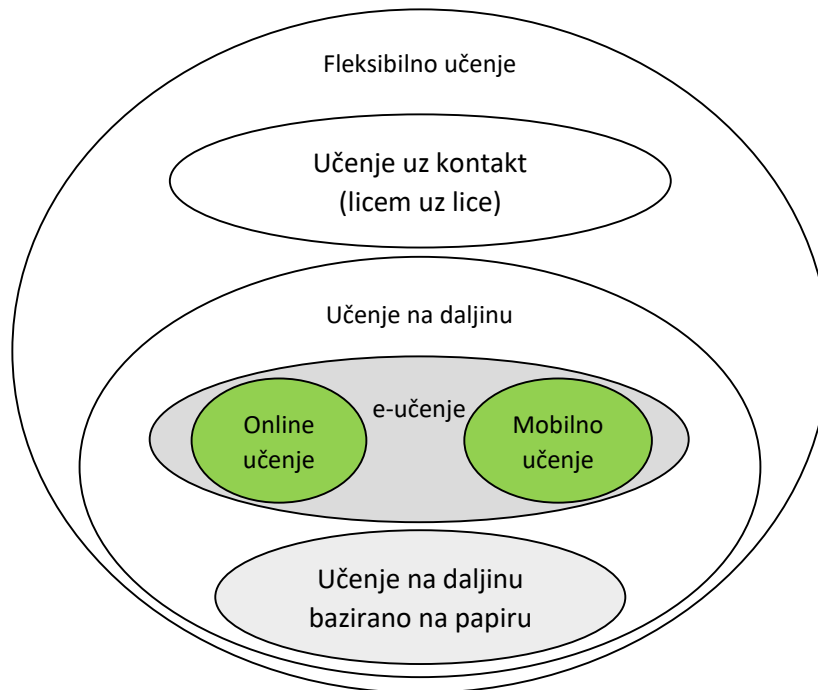 Fleksibilno učenje
Učenje uz kontakt
(licem uz lice)
Učenje na daljinu
e-učenje
Online
učenje
Mobilno
učenje
Učenje na daljinu
bazirano na papiru